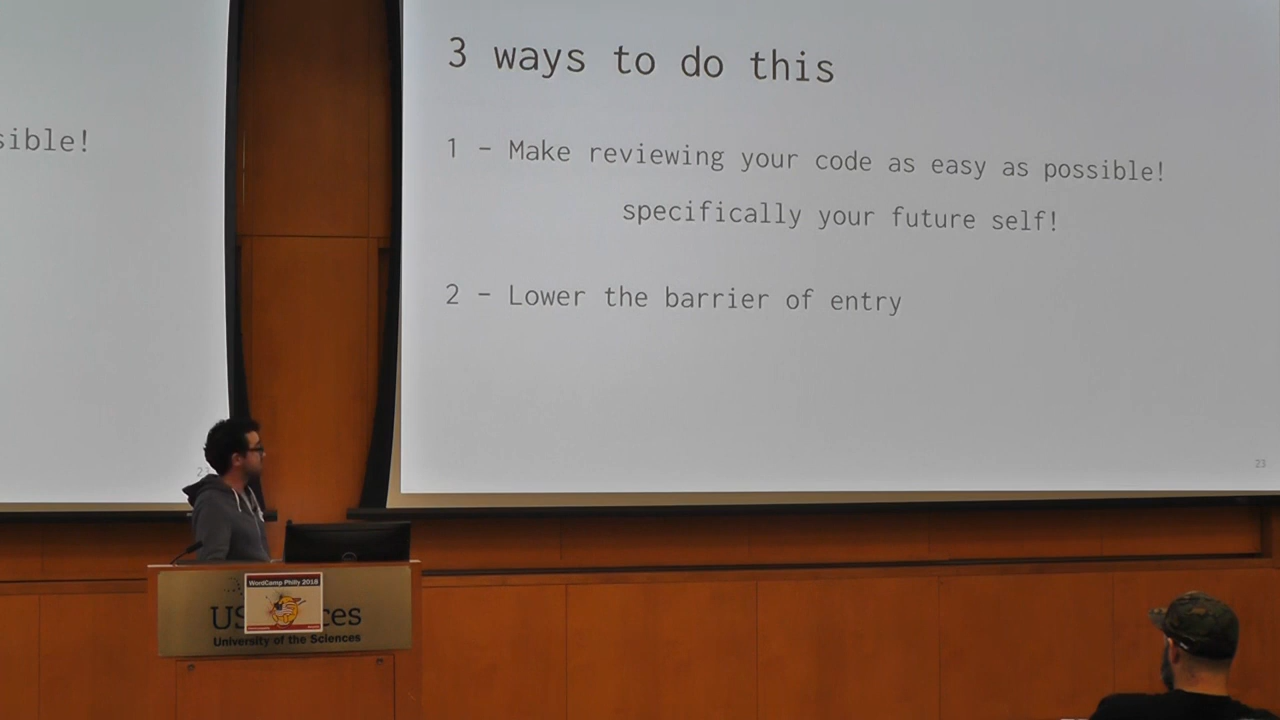 sible!
3 ways to do this
1 – Make reviewing your code as easy as possible!
specifically your future self!
2 – Lower the barrier of entry
23
WordCamp Philly 2018
US ces
University of the Sciences